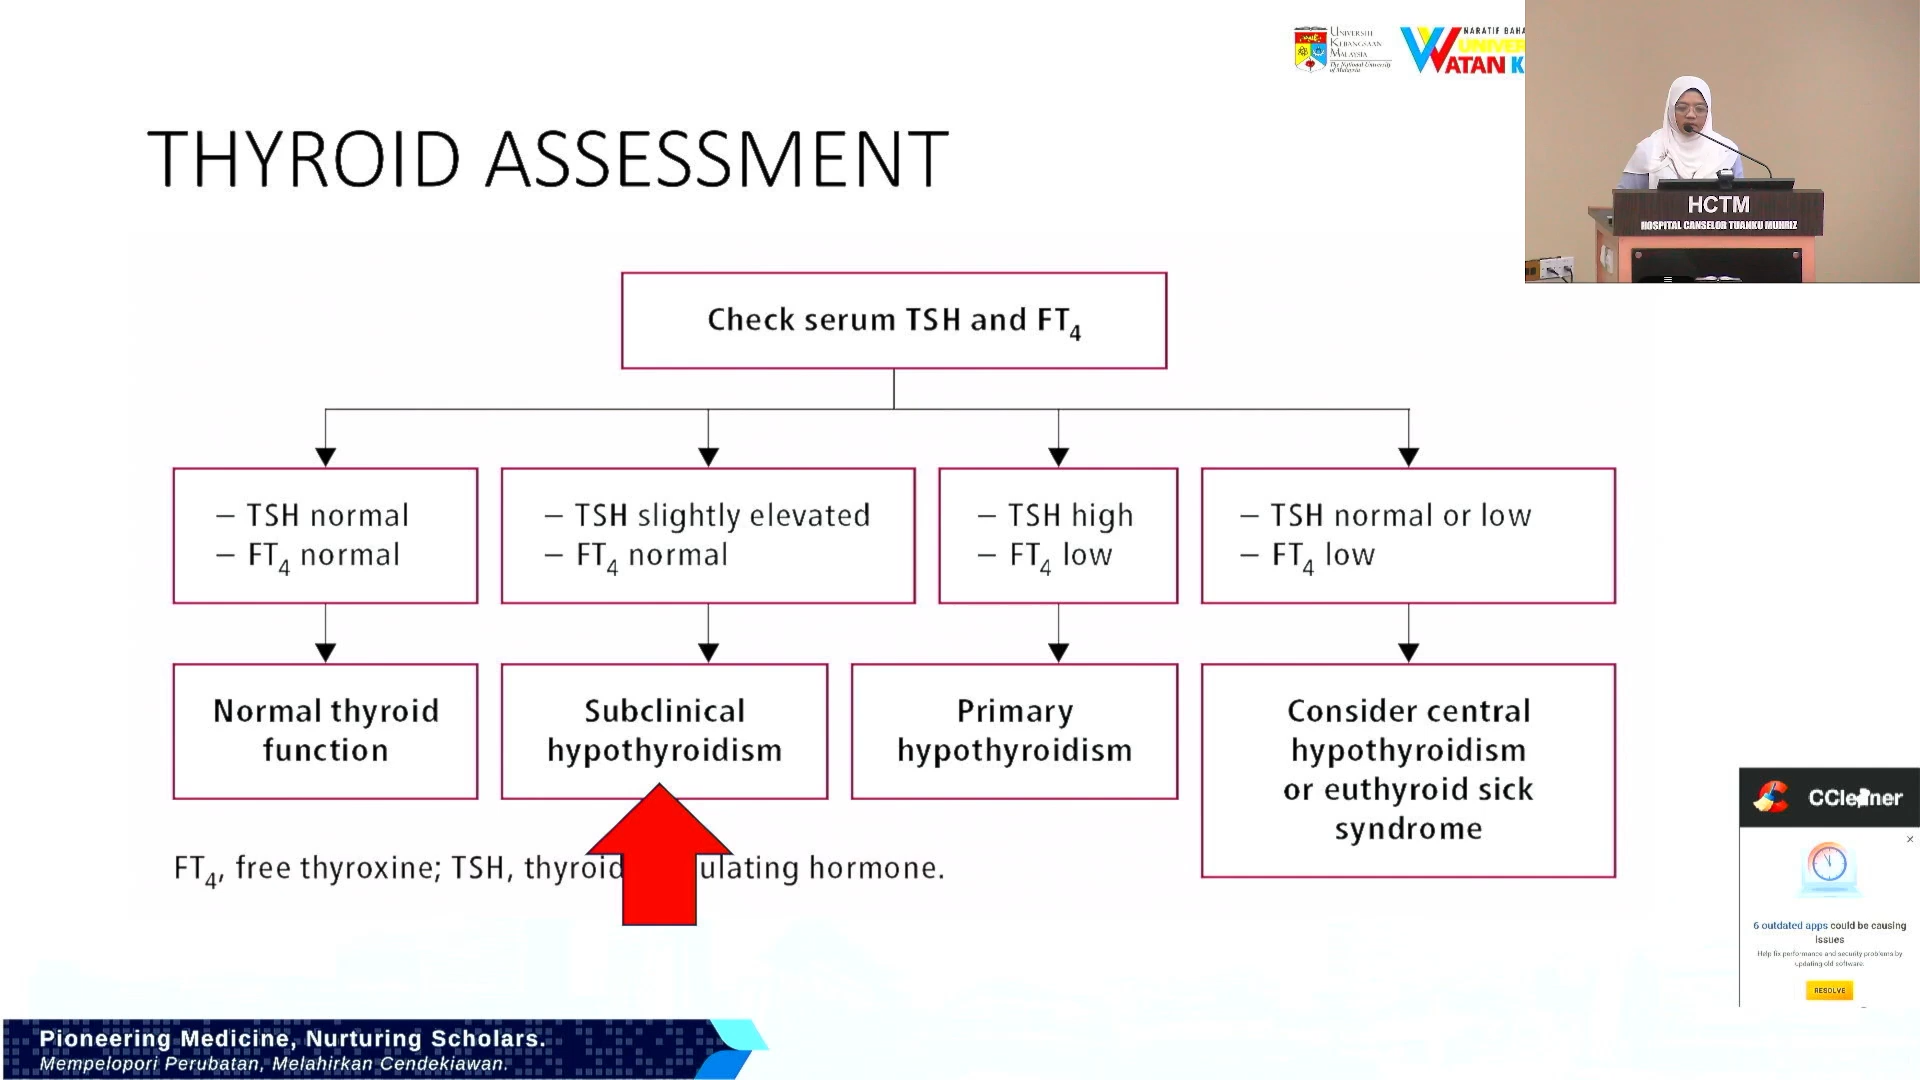 UNIVERSITI
KEBANGSAAN
MALAYSIA
The National University
of Malaysia
NARATIF BAHA
UNIVER
WATAN K
THYROID ASSESSMENT
HCTM
HOSPITAL CANSELOR TUANKU MUHRIZ
Check serum TSH and FT4
– TSH normal
– FT4 normal
– TSH slightly elevated
– FT4 normal
– TSH high
– FT4 low
– TSH normal or low
– FT4 low
Normal thyroid
function
Subclinical
hypothyroidism
Primary
hypothyroidism
Consider central
hypothyroidism
or euthyroid sick
syndrome
FT4, free thyroxine; TSH, thyroid ulating hormone.
CCleaner
6 outdated apps could be causing
issues
Help fix performance and security problems by
updating old software.
RESOLVE
Pioneering Medicine, Nurturing Scholars.
Mempelopori Perubatan, Melahirkan Cendekiawan.